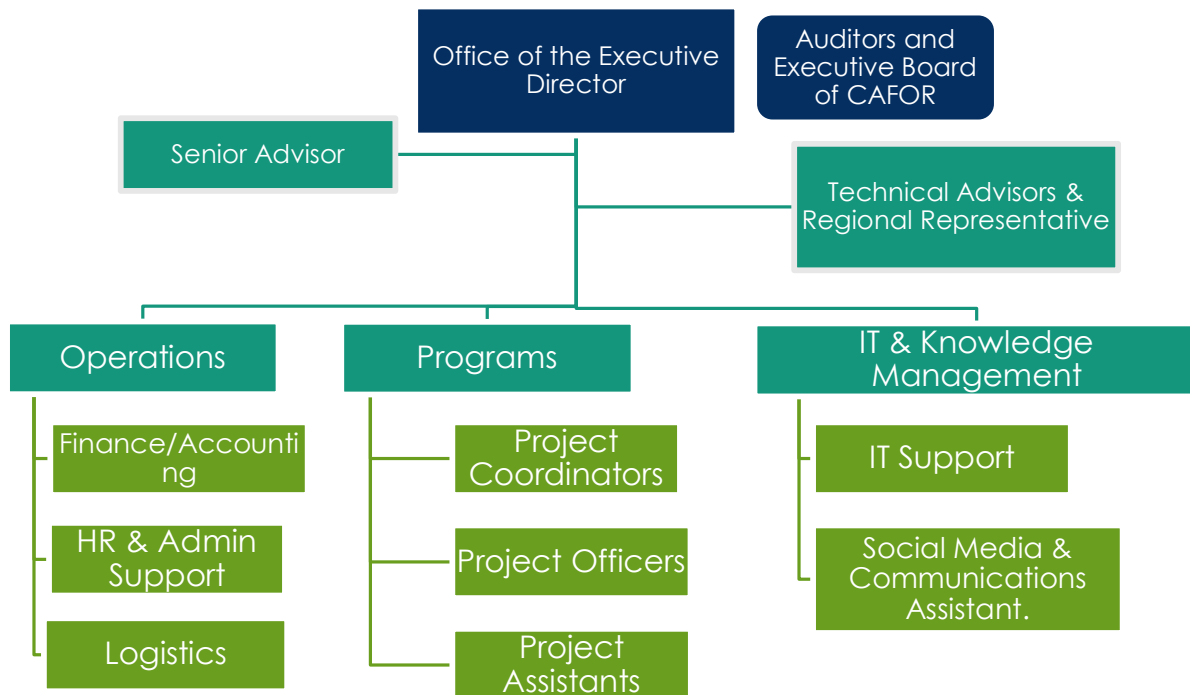 Office of the Executive
Director
Auditors and
Executive Board
of CAFOR
Senior Advisor
Technical Advisors &
Regional Representative
Operations
Programs
IT & Knowledge
Management
Finance/Accounti
ng
HR & Admin
Support
Logistics
Project
Coordinators
Project Officers
Project
Assistants
IT Support
Social Media &
Communications
Assistant.